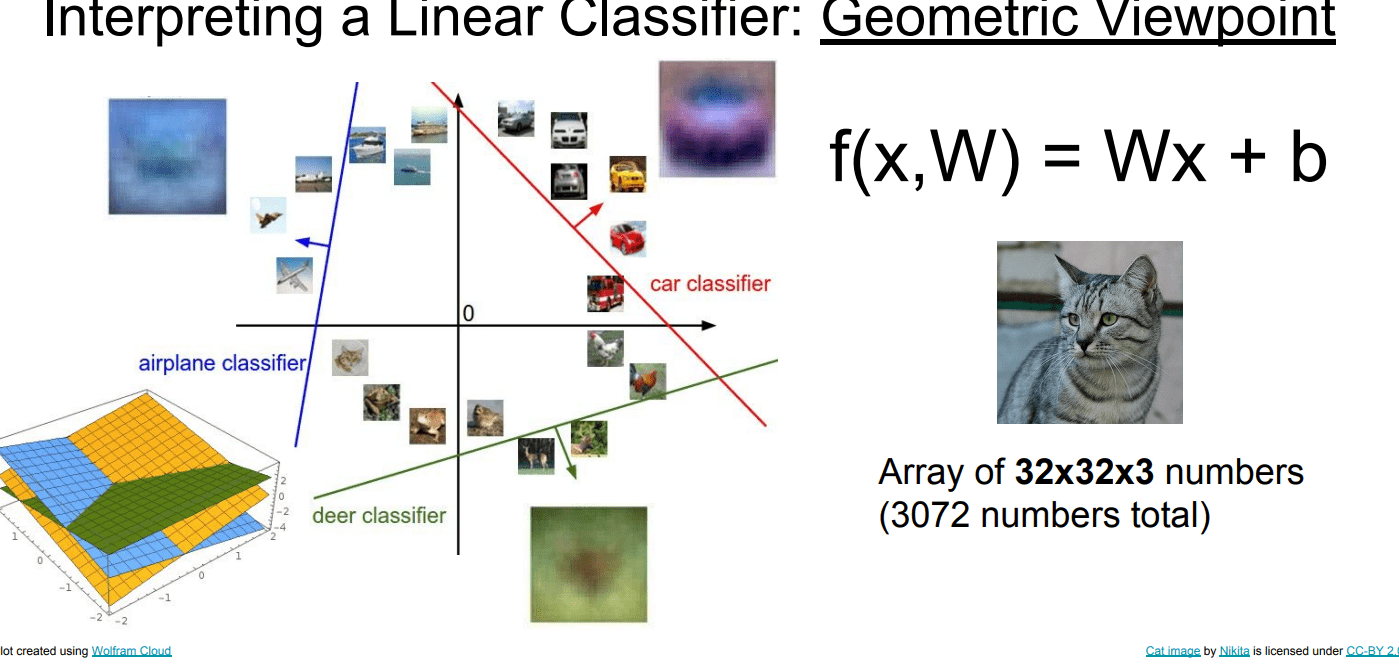 Interpreting a Linear Classifier: Geometric Viewpoint
f(x,W) = Wx + b
car classifier
0
airplane classifier
deer classifier
2
0
-2
-4
2
1
0
-1
-2
1
0
-1
-2
Array of 32x32x3 numbers
(3072 numbers total)
lot created using Wolfram Cloud
Cat image by Nikita is licensed under CC-BY 2.